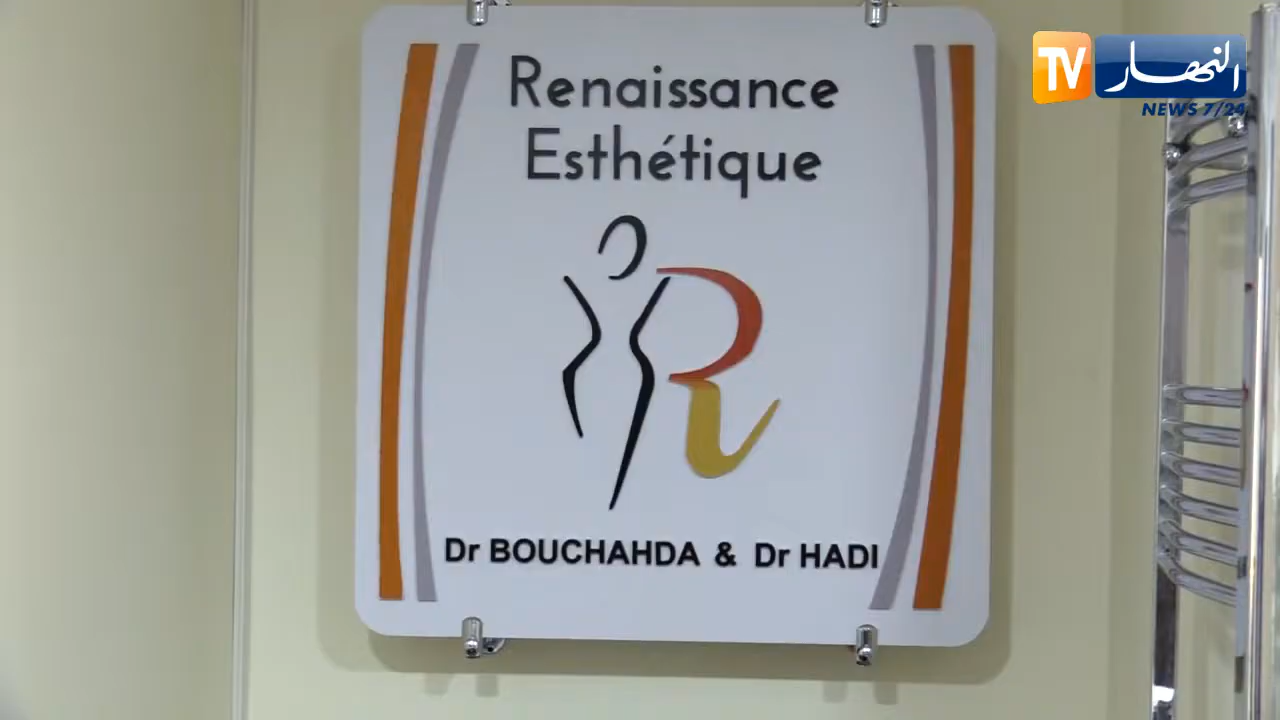 Renaissance
Esthétique
Dr BOUCHAHDA & Dr HADI
TV النهار
NEWS 7/24